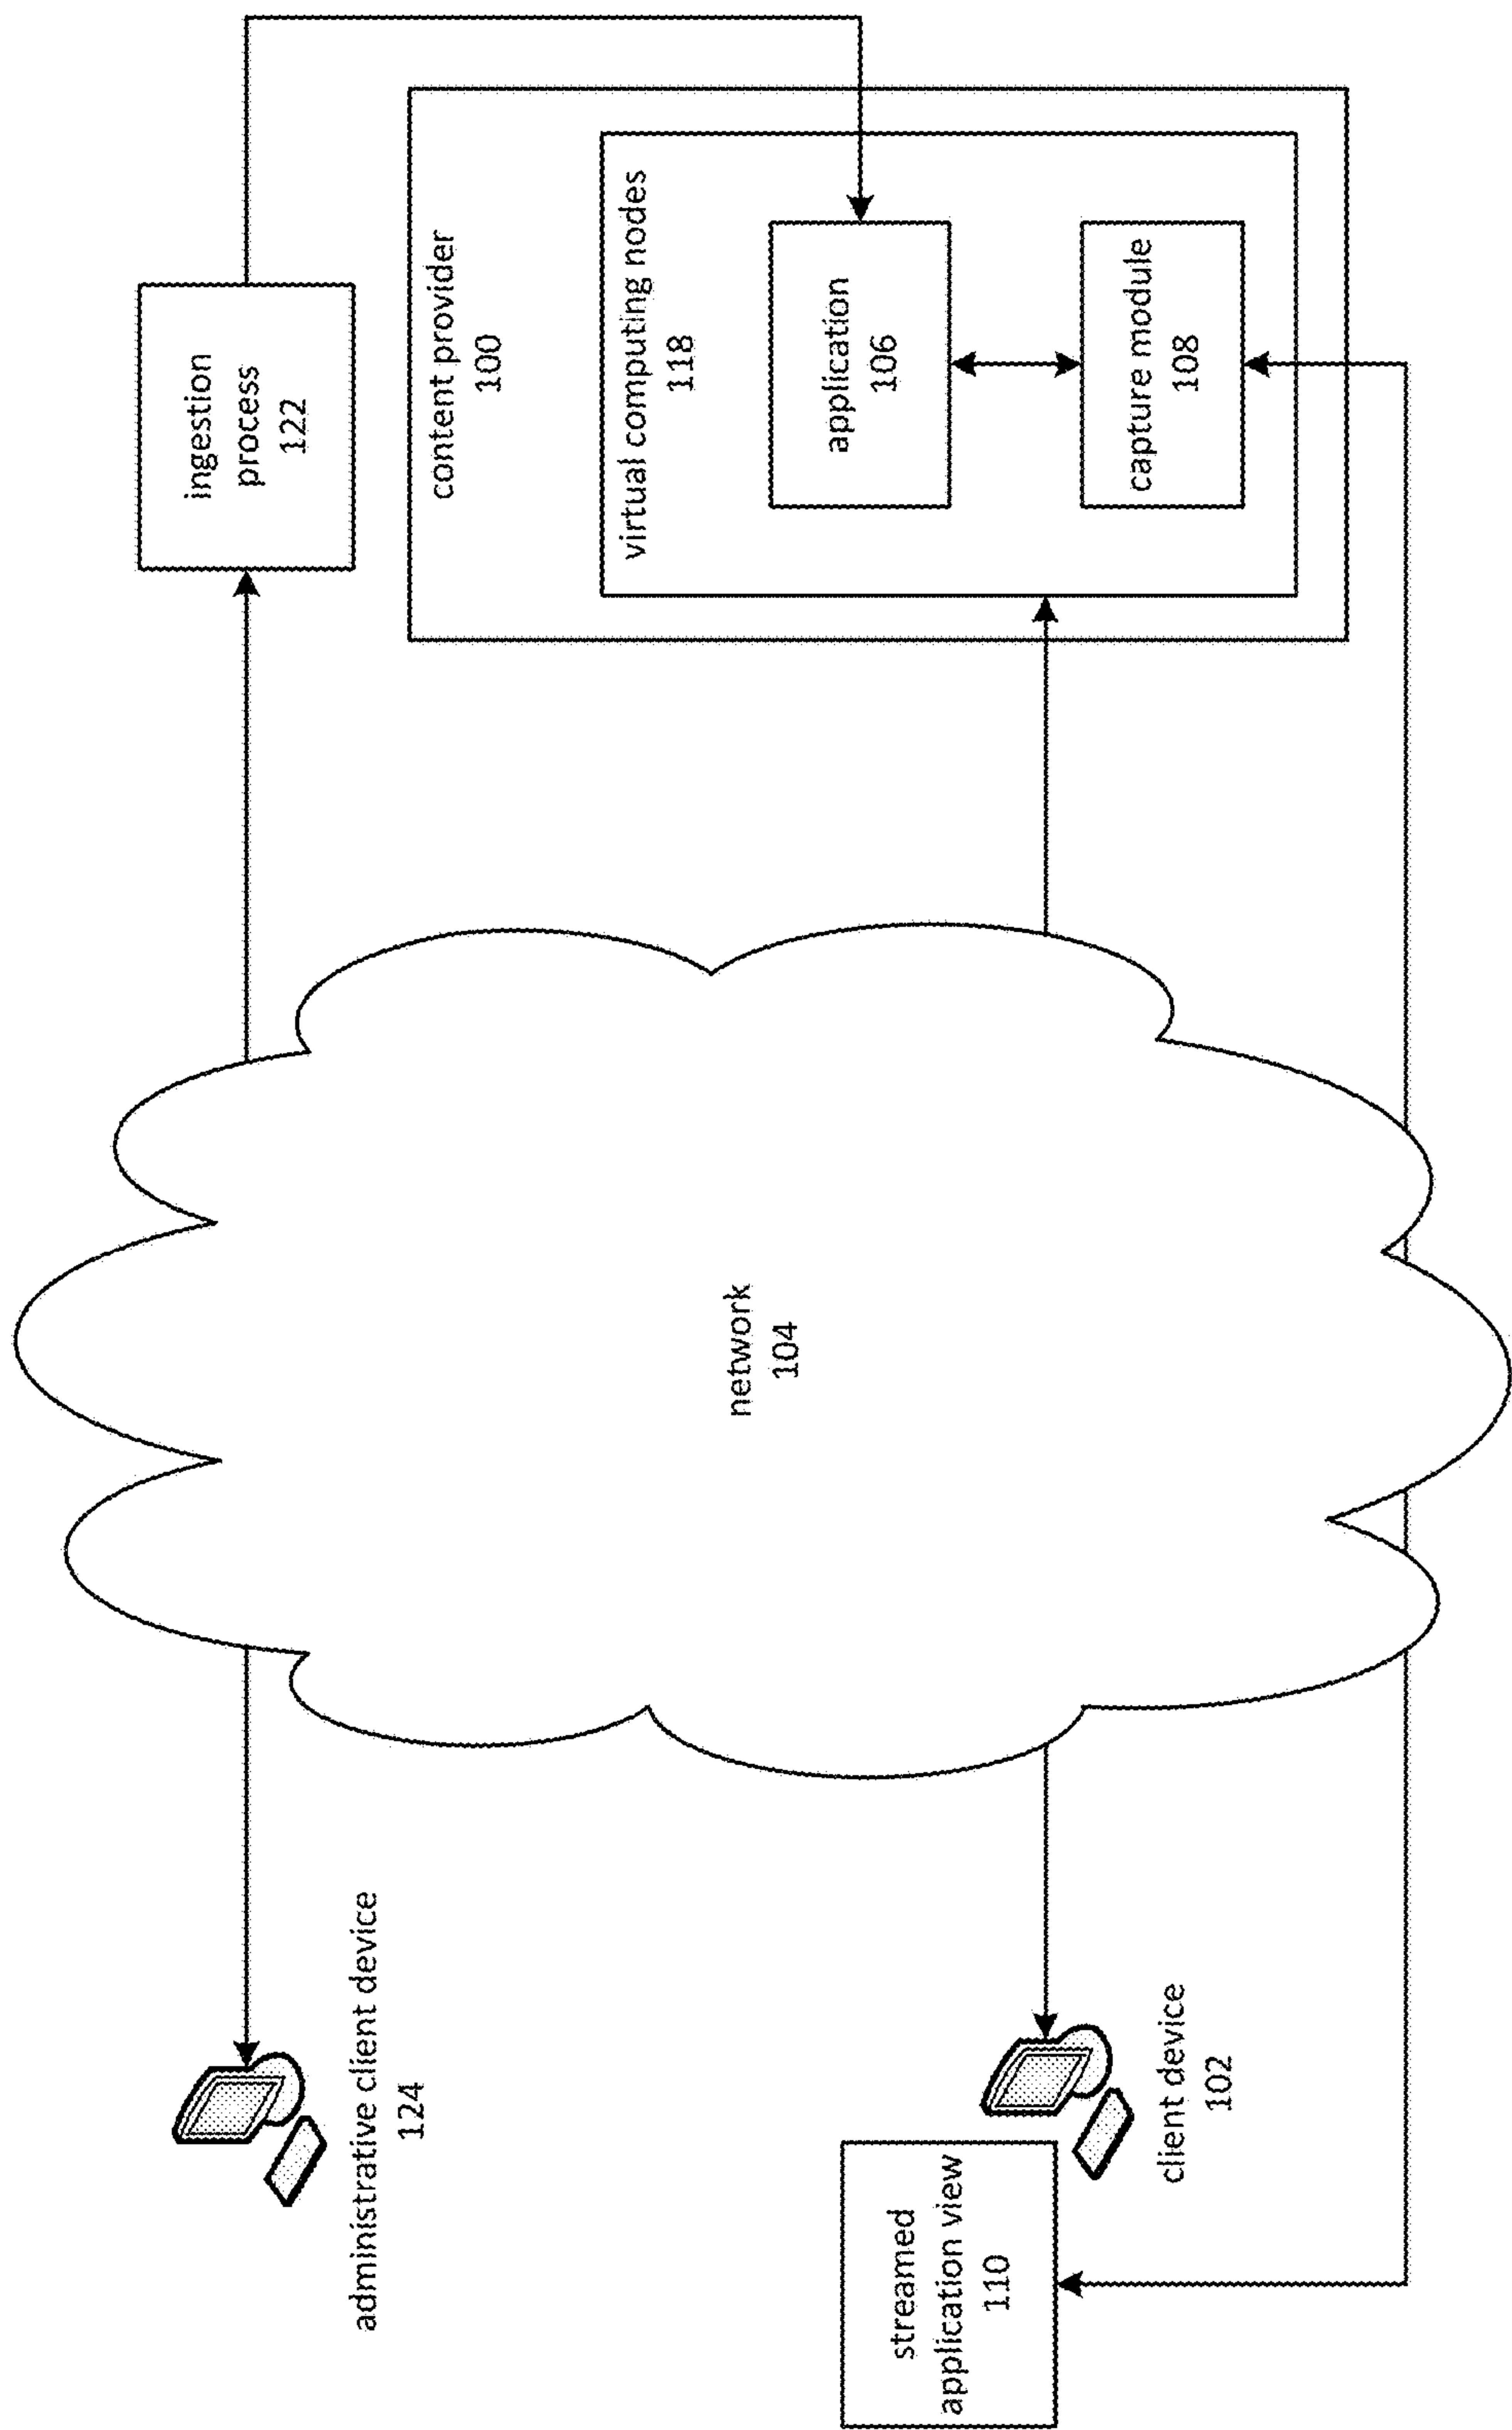 administrative client device
124
streamed
application view
110
client device
102
network
104
ingestion
process
122
content provider
100
virtual computing nodes
118
application
106
capture module
108